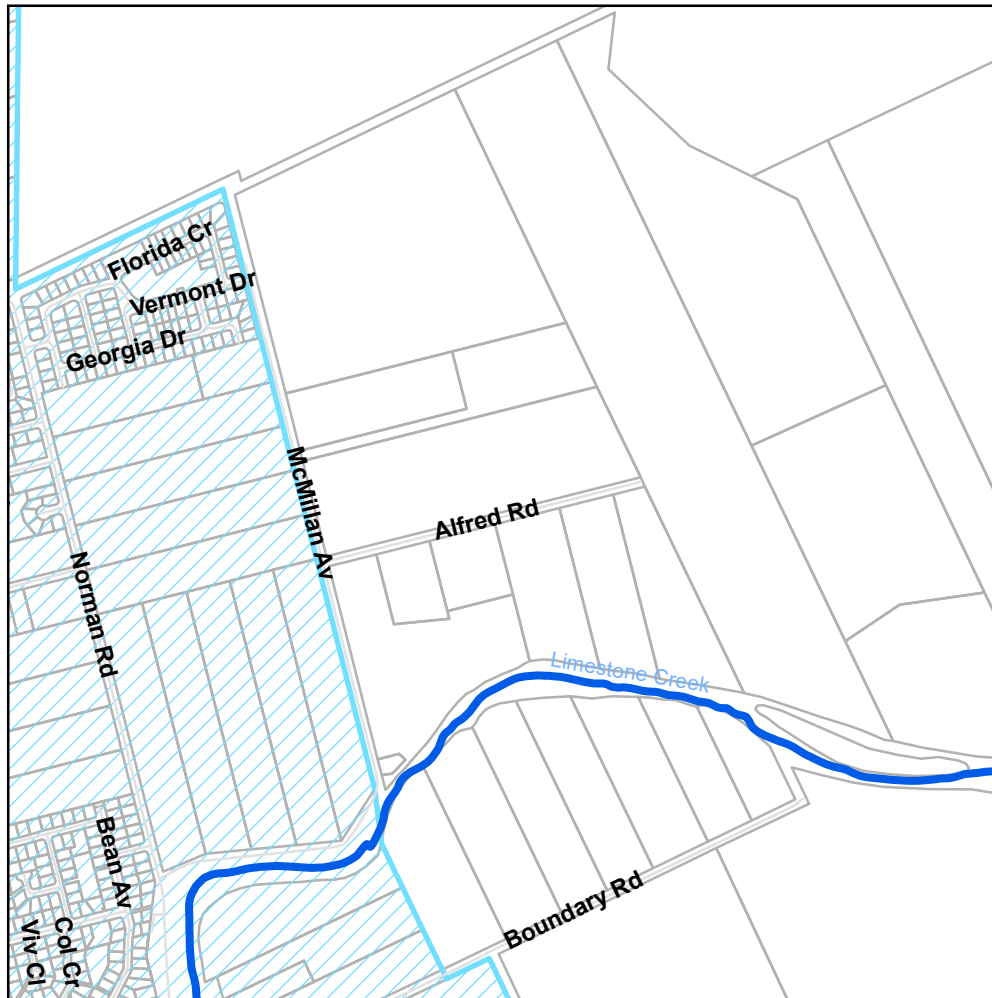 Florida Cr
Vermont Dr
Georgia Dr
McMillan Av
Alfred Rd
Norman Rd
Limestone Creek
Bean Av
Boundary Rd
Col Cr
Viv Cl